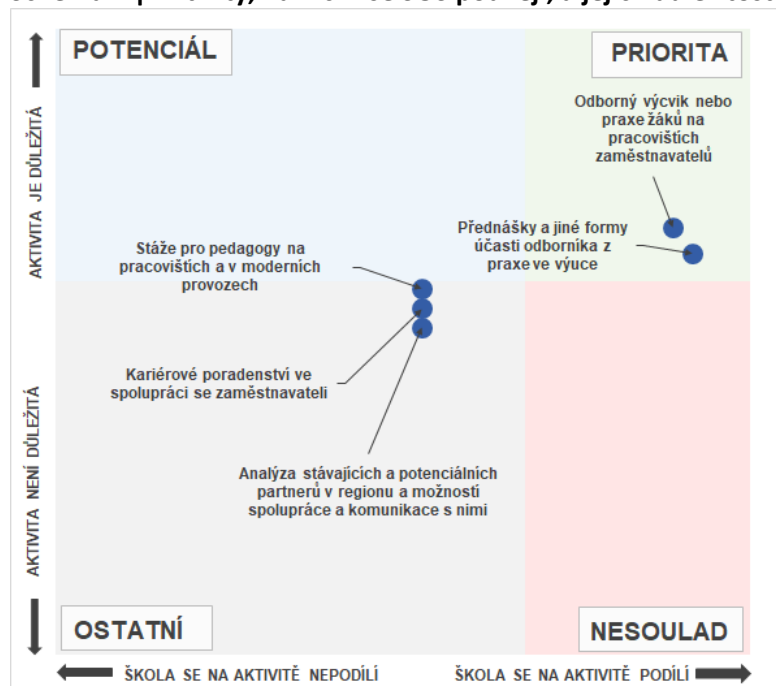 POTENCIÁL
PRIORITA
Odborný výcvik nebo
praxe žáků na
pracovištích
zaměstnavatelů
Přednášky a jiné formy
účasti odborníka z
praxe ve výuce
Stáže pro pedagogy na
pracovištích a v moderních
provozech
Kariérové poradenství ve
spolupráci se zaměstnavateli
Analýza stávajících a potenciálních
partnerů v regionu a možností
spolupráce a komunikace s nimi
AKTIVITA JE DŮLEŽITÁ
AKTIVITA NENÍ DŮLEŽITÁ
OSTATNÍ
NESOULAD
ŠKOLA SE NA AKTIVITĚ NEPODÍLÍ
ŠKOLA SE NA AKTIVITĚ PODÍLÍ